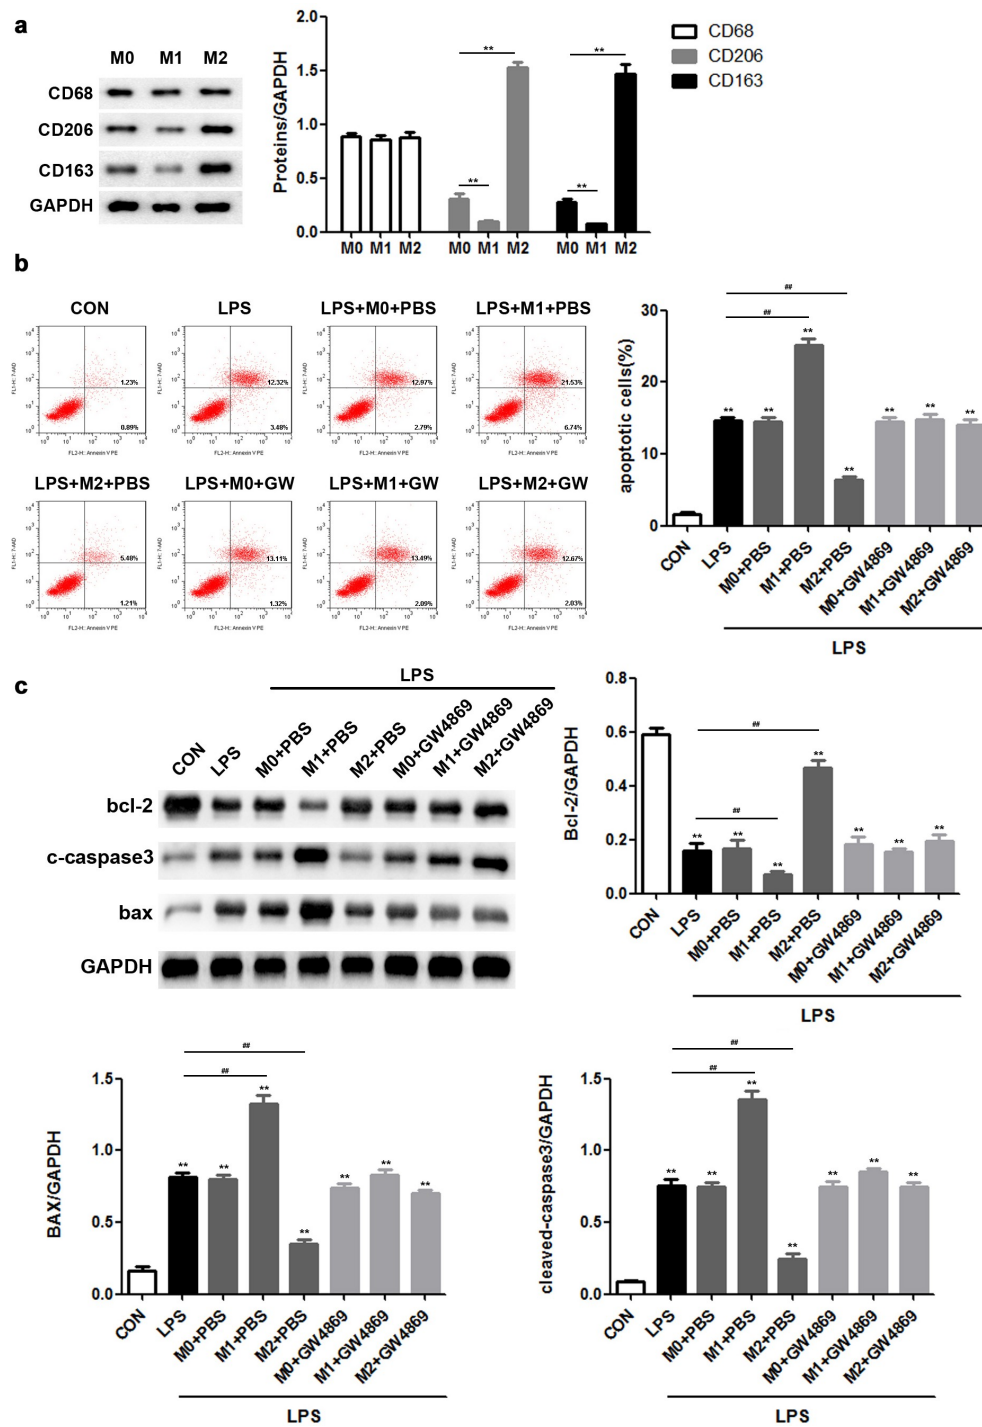 a
M0 M1 M2
CD68
CD206
CD163
GAPDH
Proteins/GAPDH
2.0
1.5
1.0
0.5
0.0
** ** ** **
M0 M1 M2 M0 M1 M2 M0 M1 M2
CD68
CD206
CD163
b
CON LPS LPS+M0+PBS LPS+M1+PBS
FL1-H: 7-AAD
FL2-H: Annexin V PE
1.23%
0.89%
12.32%
3.48%
12.97%
2.79%
21.53%
6.74%
LPS+M2+PBS LPS+M0+GW LPS+M1+GW LPS+M2+GW
5.48%
1.21%
13.11%
1.32%
13.49%
2.09%
12.67%
2.03%
apoptotic cells(%)
30
20
10
0
##
##
** ** ** ** ** ** **
CON LPS M0+PBS M1+PBS M2+PBS M0+GW4869 M1+GW4869 M2+GW4869
LPS
c
LPS
CON LPS M0+PBS M1+PBS M2+PBS M0+GW4869 M1+GW4869 M2+GW4869
bcl-2
c-caspase3
bax
GAPDH
Bcl-2/GAPDH
0.8
0.6
0.4
0.2
0.0
##
##
** ** ** ** ** ** **
CON LPS M0+PBS M1+PBS M2+PBS M0+GW4869 M1+GW4869 M2+GW4869
LPS
BAX/GAPDH
1.5
1.0
0.5
0.0
##
##
** ** ** ** ** ** **
CON LPS M0+PBS M1+PBS M2+PBS M0+GW4869 M1+GW4869 M2+GW4869
LPS
cleaved-caspase3/GAPDH
1.5
1.0
0.5
0.0
##
##
** ** ** ** ** ** **
CON LPS M0+PBS M1+PBS M2+PBS M0+GW4869 M1+GW4869 M2+GW4869
LPS